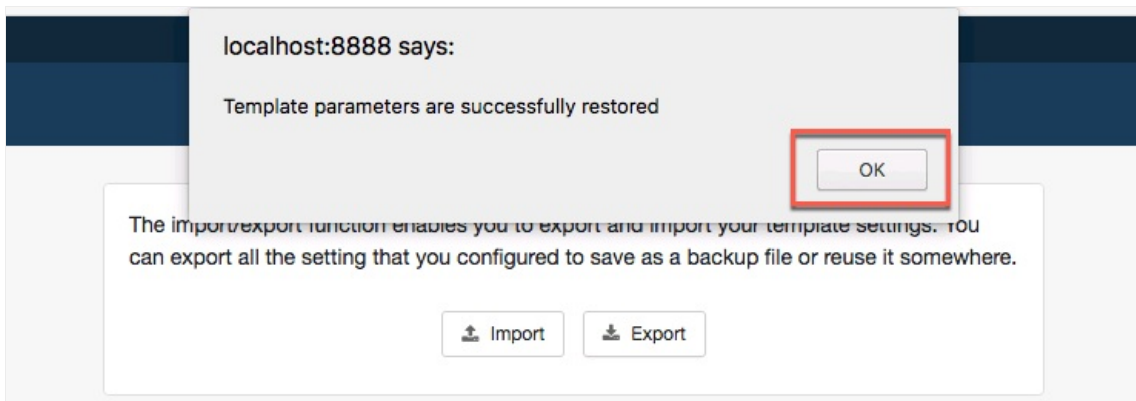 localhost:8888 says:
Template parameters are successfully restored
OK
The import/export function enables you to export and import your template settings. You
can export all the setting that you configured to save as a backup file or reuse it somewhere.
Import
Export